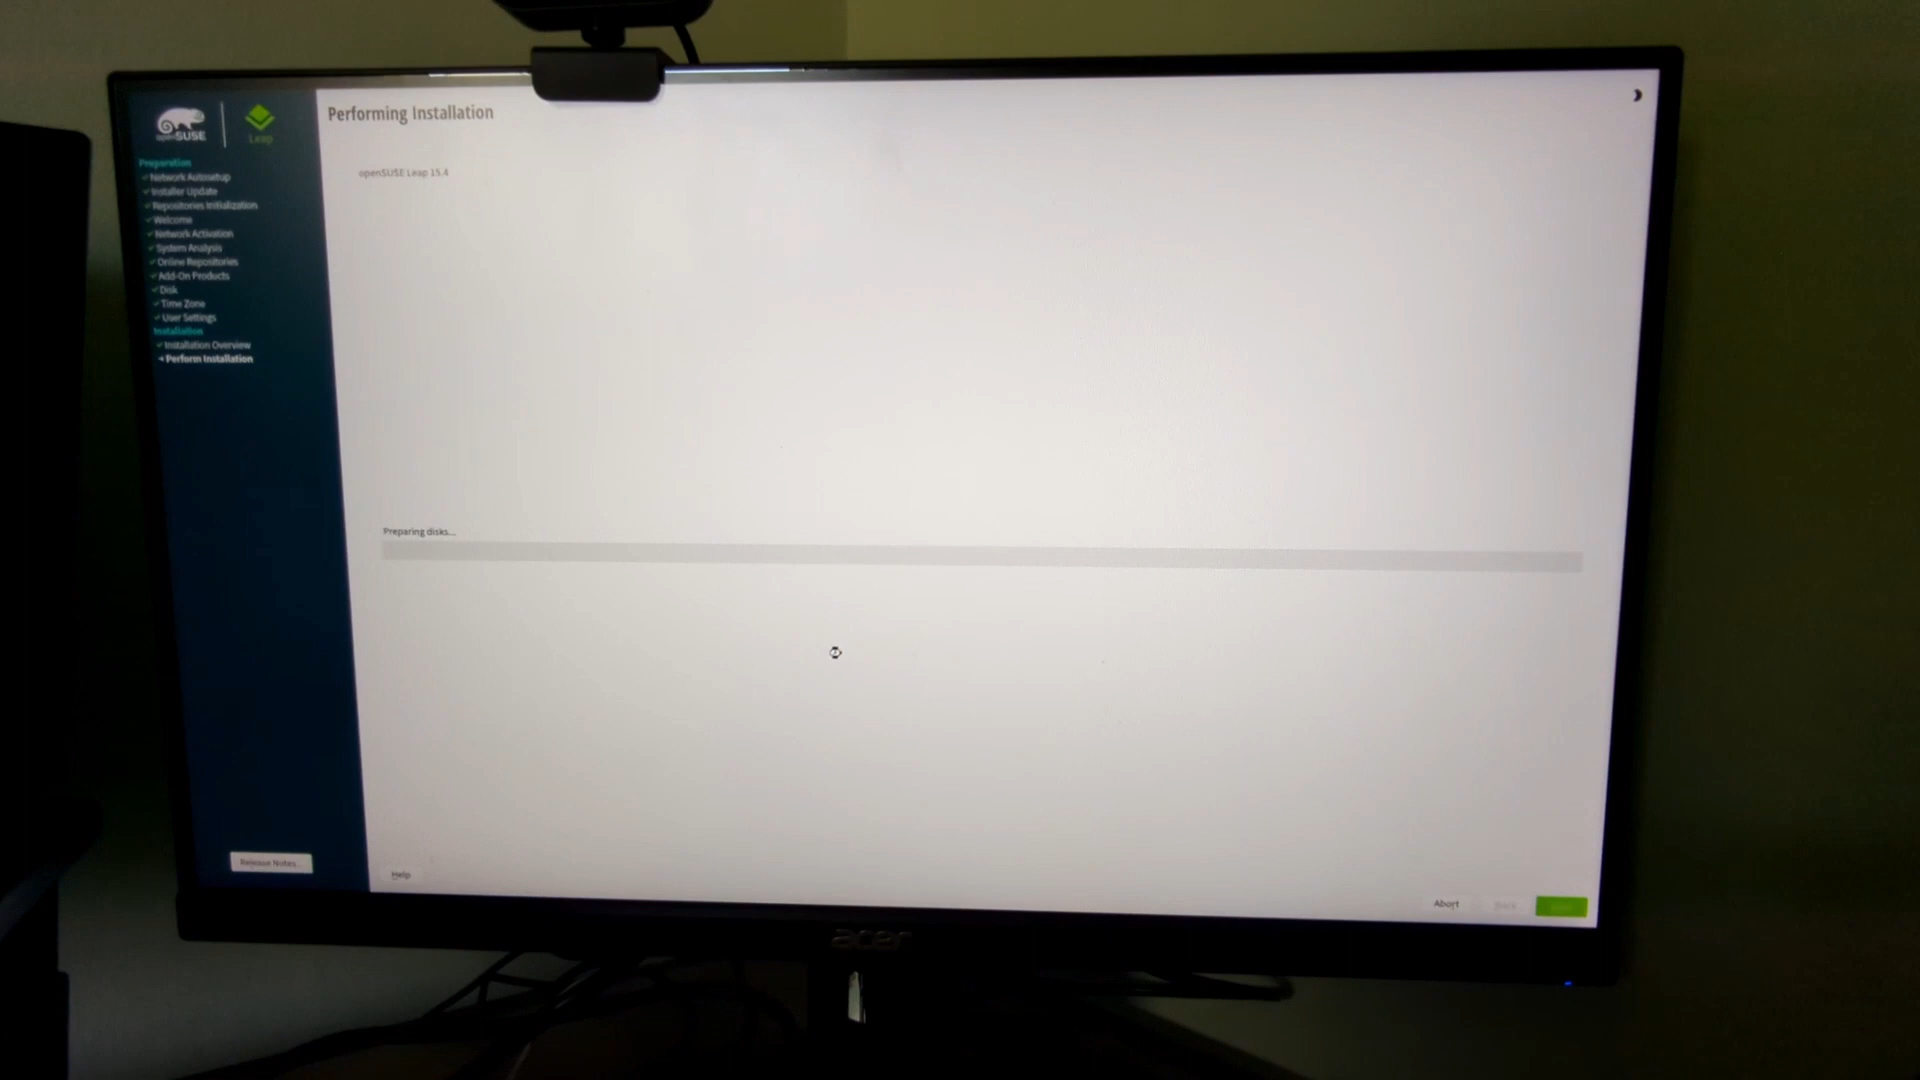 openSUSE
Leap
Performing Installation
openSUSE Leap 15.4
Preparation
Network Autosetup
Installer Update
Repositories Initialization
Welcome
Network Activation
System Analysis
Online Repositories
Add-On Products
Disk
Time Zone
User Settings
Installation
Installation Overview
Perform Installation
Preparing disks...
Release Notes...
Help
Abort
Back
acer